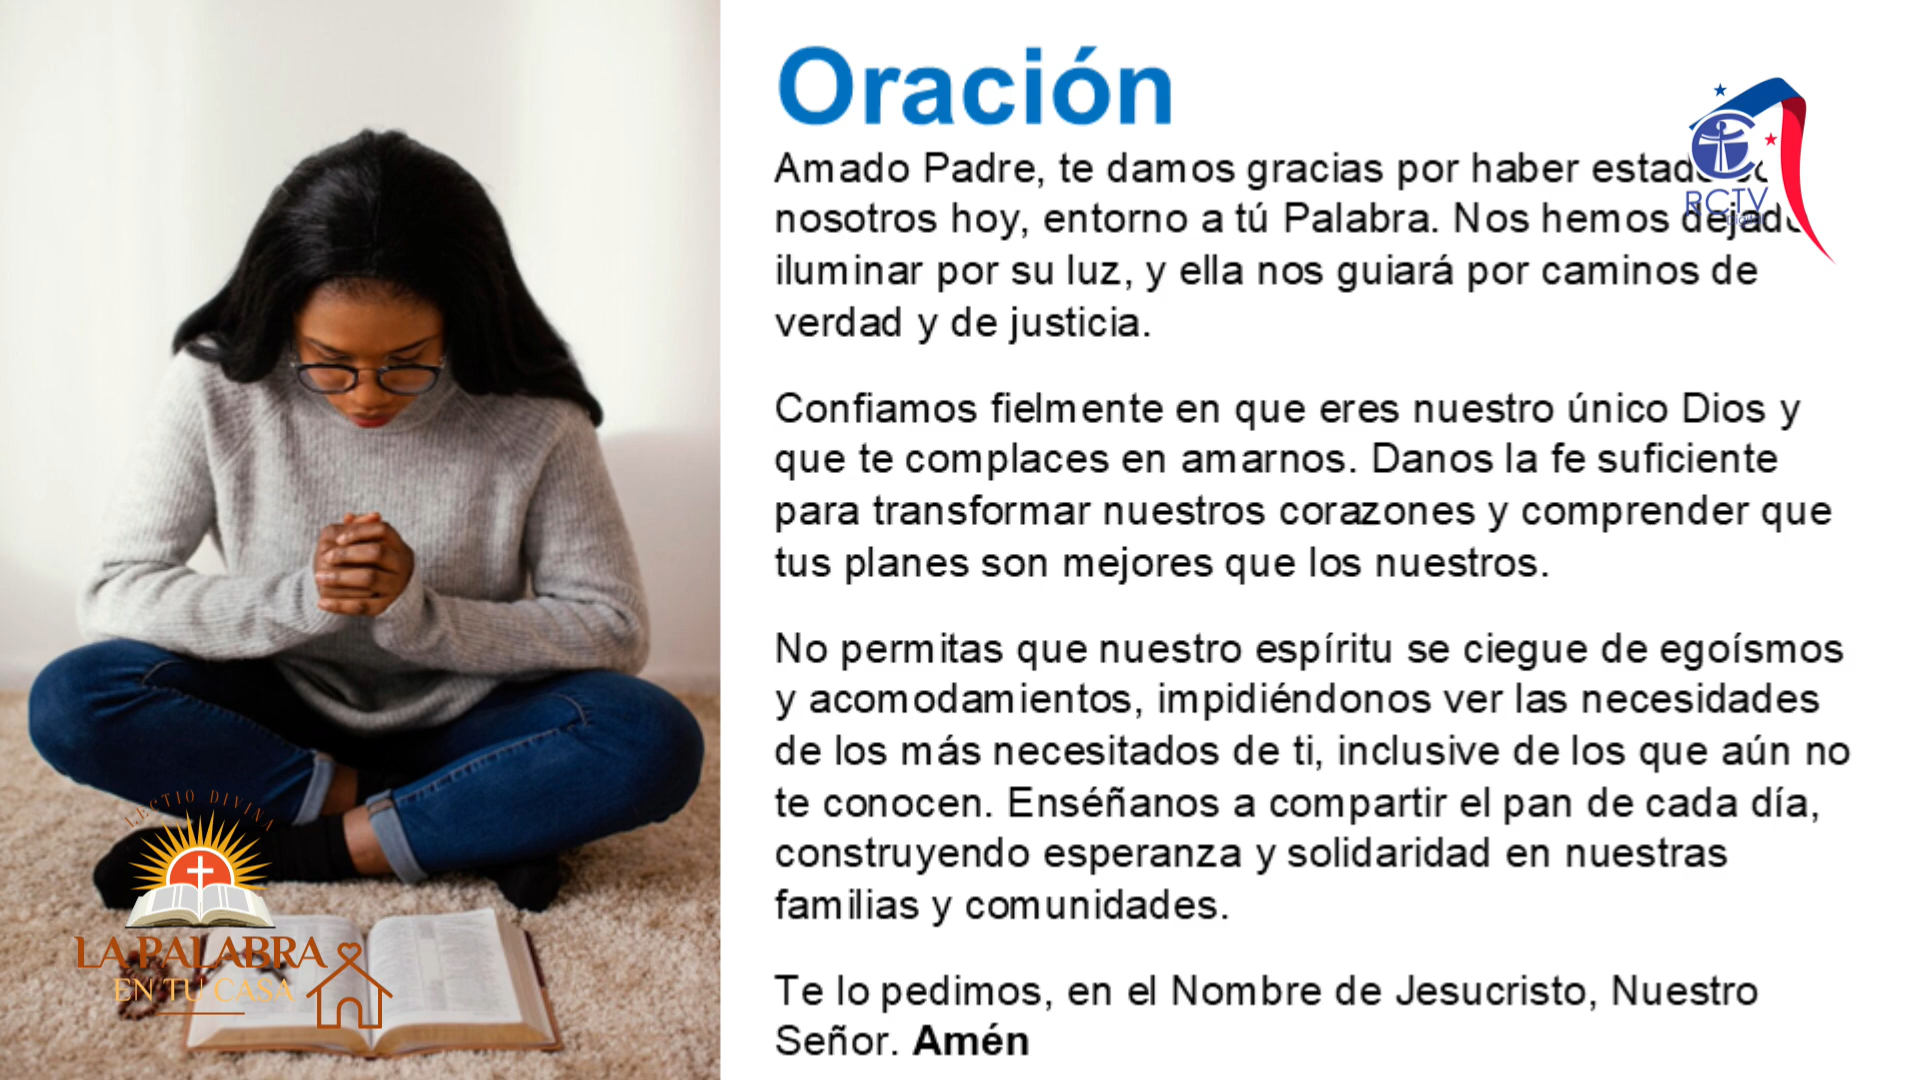 Oración
Amado Padre, te damos gracias por haber estado
nosotros hoy, entorno a tú Palabra. Nos hemos dejado
iluminar por su luz, y ella nos guiará por caminos de
verdad y de justicia.
Confiamos fielmente en que eres nuestro único Dios y
que te complaces en amarnos. Danos la fe suficiente
para transformar nuestros corazones y comprender que
tus planes son mejores que los nuestros.
No permitas que nuestro espíritu se ciegue de egoísmos
y acomodamientos, impidiéndonos ver las necesidades
de los más necesitados de ti, inclusive de los que aún no
te conocen. Enséñanos a compartir el pan de cada día,
construyendo esperanza y solidaridad en nuestras
familias y comunidades.
Te lo pedimos, en el Nombre de Jesucristo, Nuestro
Señor. Amén
RCTV
LECTIO DIVINA
LA PALABRA
EN TU CASA